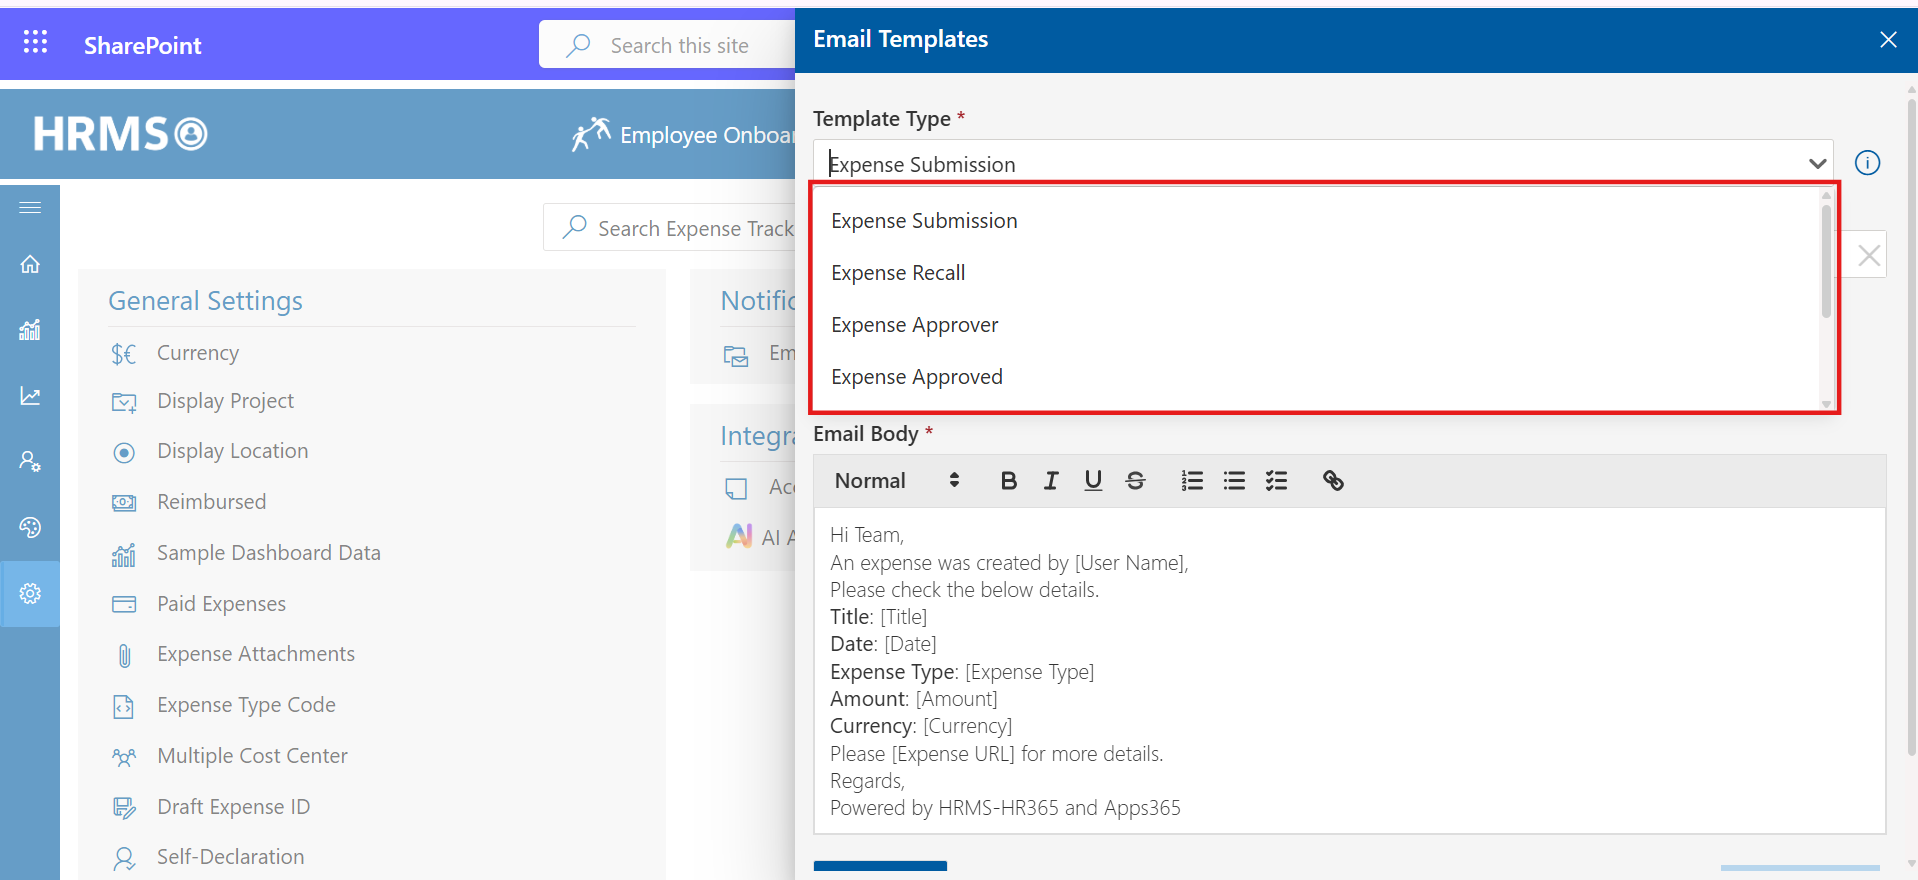 SharePoint
Search this site
HRMS
Employee Onboa
Search Expense Track
General Settings
Currency
Display Project
Display Location
Reimbursed
Sample Dashboard Data
Paid Expenses
Expense Attachments
Expense Type Code
Multiple Cost Center
Draft Expense ID
Self-Declaration
Notific
Em
Integra
Acc
AI A
Email Templates
Template Type *
Expense Submission
Expense Submission
Expense Recall
Expense Approver
Expense Approved
Email Body *
Normal
Hi Team,
An expense was created by [User Name],
Please check the below details.
Title: [Title]
Date: [Date]
Expense Type: [Expense Type]
Amount: [Amount]
Currency: [Currency]
Please [Expense URL] for more details.
Regards,
Powered by HRMS-HR365 and Apps365